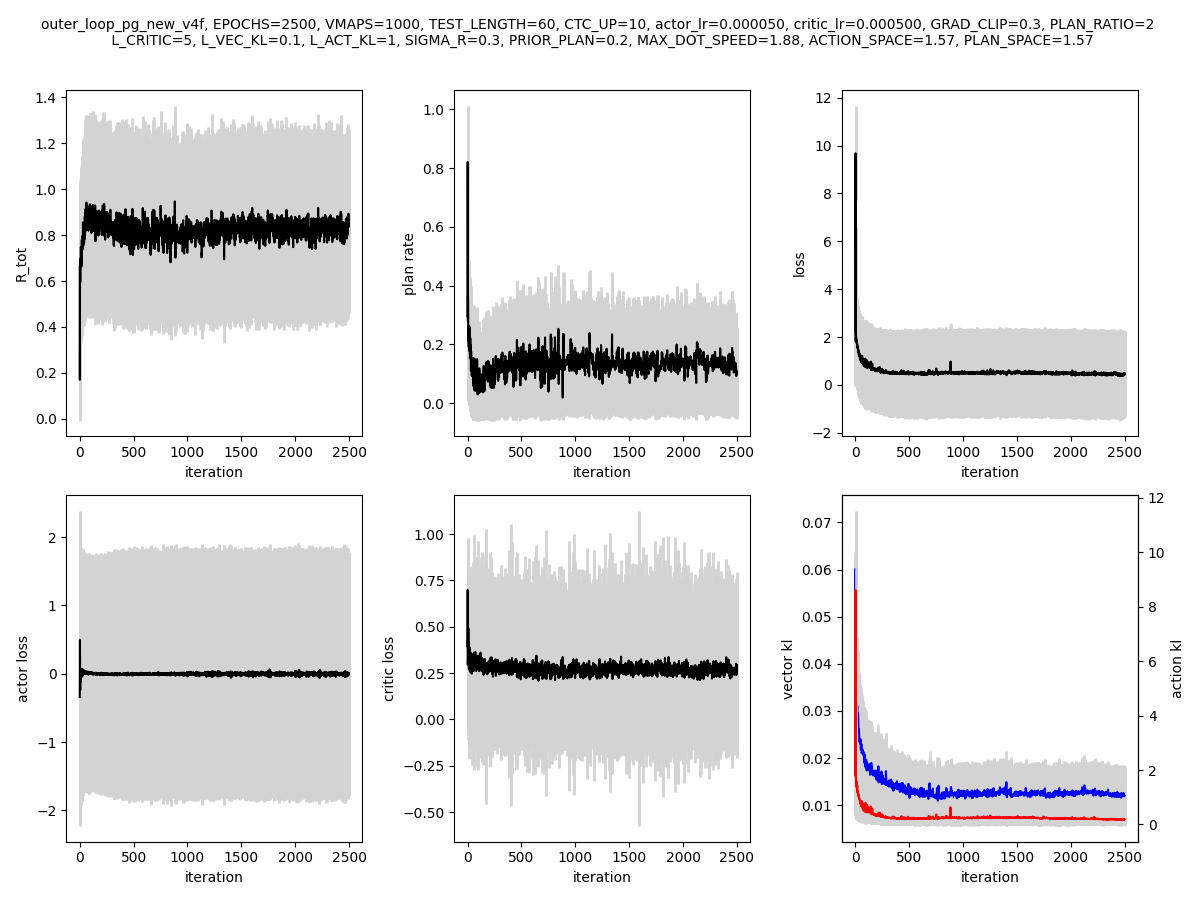 outer_loop_pg_new_v4f, EPOCHS=2500, VMAPS=1000, TEST_LENGTH=60, CTC_UP=10, actor_lr=0.000050, critic_lr=0.000500, GRAD_CLIP=0.3, PLAN_RATIO=2
L_CRITIC=5, L_VEC_KL=0.1, L_ACT_KL=1, SIGMA_R=0.3, PRIOR_PLAN=0.2, MAX_DOT_SPEED=1.88, ACTION_SPACE=1.57, PLAN_SPACE=1.57
R_tot
1.4
1.2
1.0
0.8
0.6
0.4
0.2
0.0
0 500 1000 1500 2000 2500
iteration
plan rate
1.0
0.8
0.6
0.4
0.2
0.0
0 500 1000 1500 2000 2500
iteration
loss
12
10
8
6
4
2
0
−2
0 500 1000 1500 2000 2500
iteration
actor loss
2
1
0
−1
−2
0 500 1000 1500 2000 2500
iteration
critic loss
1.00
0.75
0.50
0.25
0.00
−0.25
−0.50
0 500 1000 1500 2000 2500
iteration
vector kl
0.07
0.06
0.05
0.04
0.03
0.02
0.01
0 500 1000 1500 2000 2500
iteration
12
10
8
6
4
2
0
action kl